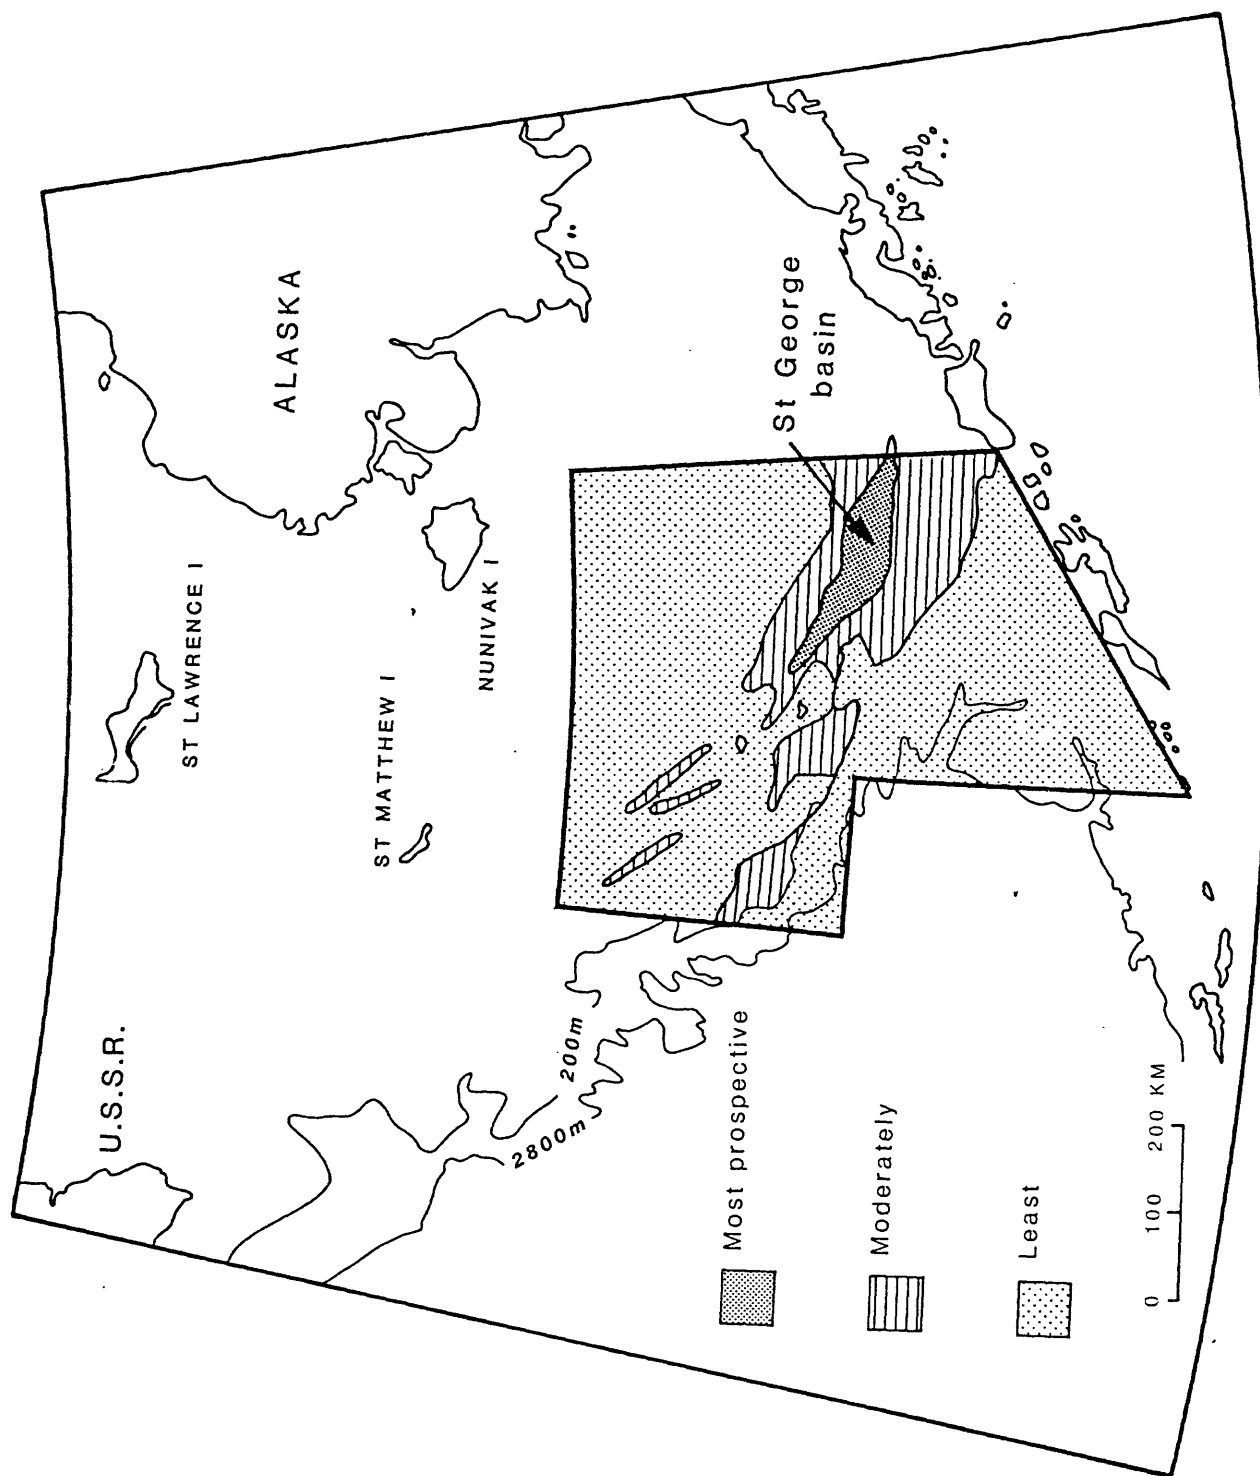 U.S.S.R.
ST LAWRENCE I
ALASKA
ST MATTHEW I
NUNIVAK I
200m
2800m
St George
basin
Most prospective
Moderately
Least
0 100 200 KM